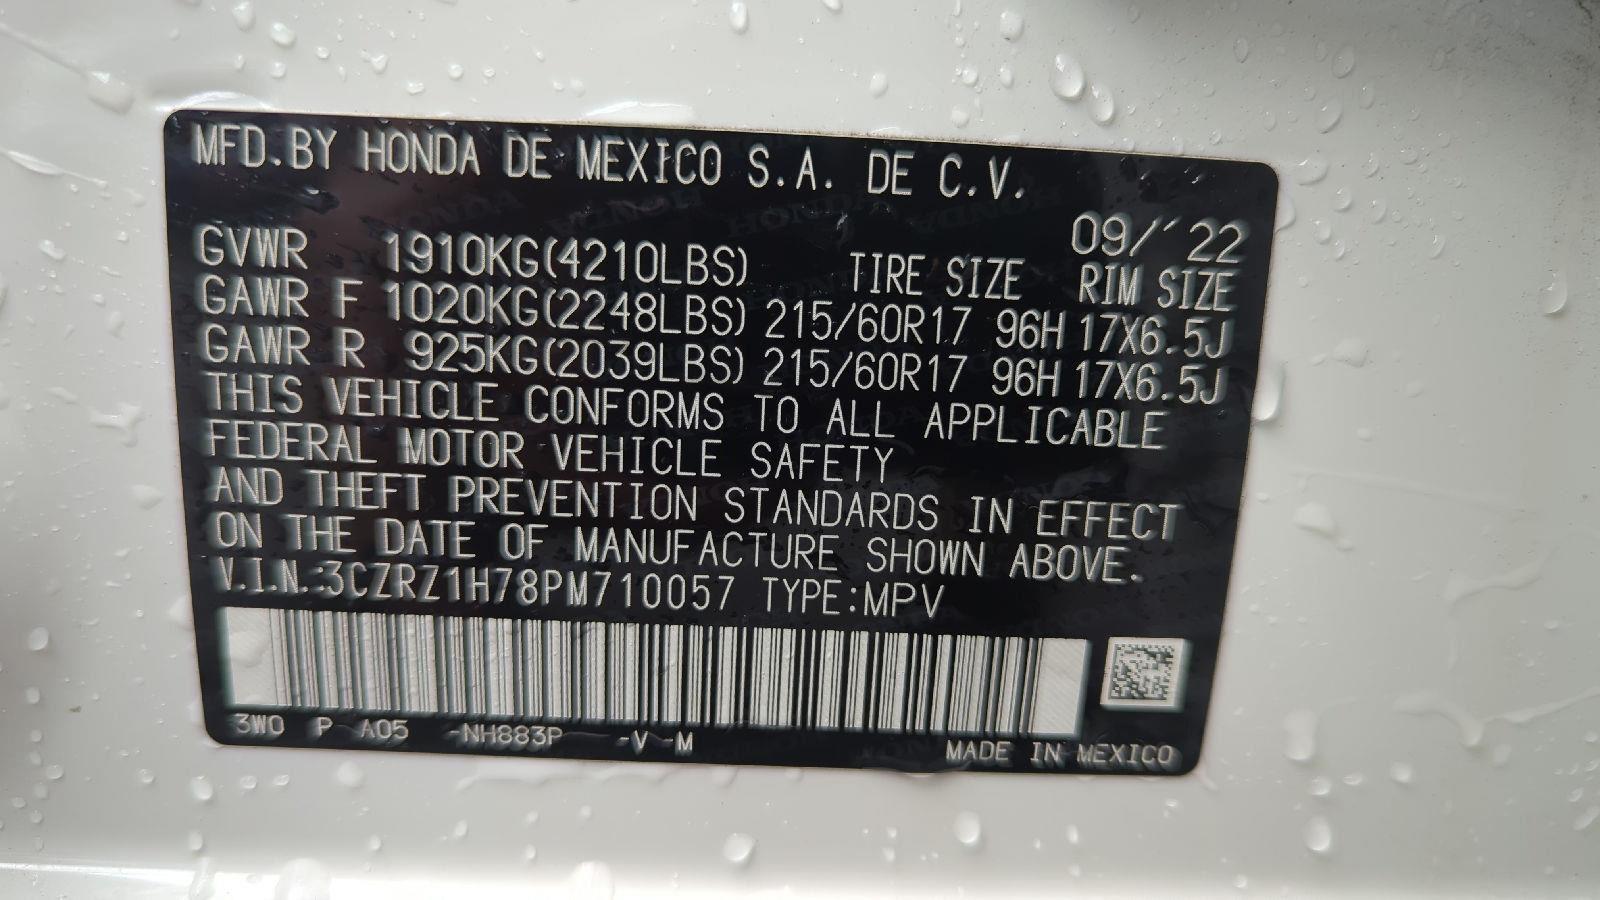 MFD.BY HONDA DE MEXICO S.A. DE C.V.
09/'22
GVWR 1910KG(4210LBS) TIRE SIZE RIM SIZE
GAWR F 1020KG(2248LBS) 215/60R17 96H 17X6.5J
GAWR R 925KG(2039LBS) 215/60R17 96H 17X6.5J
THIS VEHICLE CONFORMS TO ALL APPLICABLE
FEDERAL MOTOR VEHICLE SAFETY
AND THEFT PREVENTION STANDARDS IN EFFECT
ON THE DATE OF MANUFACTURE SHOWN ABOVE.
V.I.N.:3CZRZ1H78PM710057 TYPE:MPV
3W0 P A05 -NH883P -V -M
MADE IN MEXICO